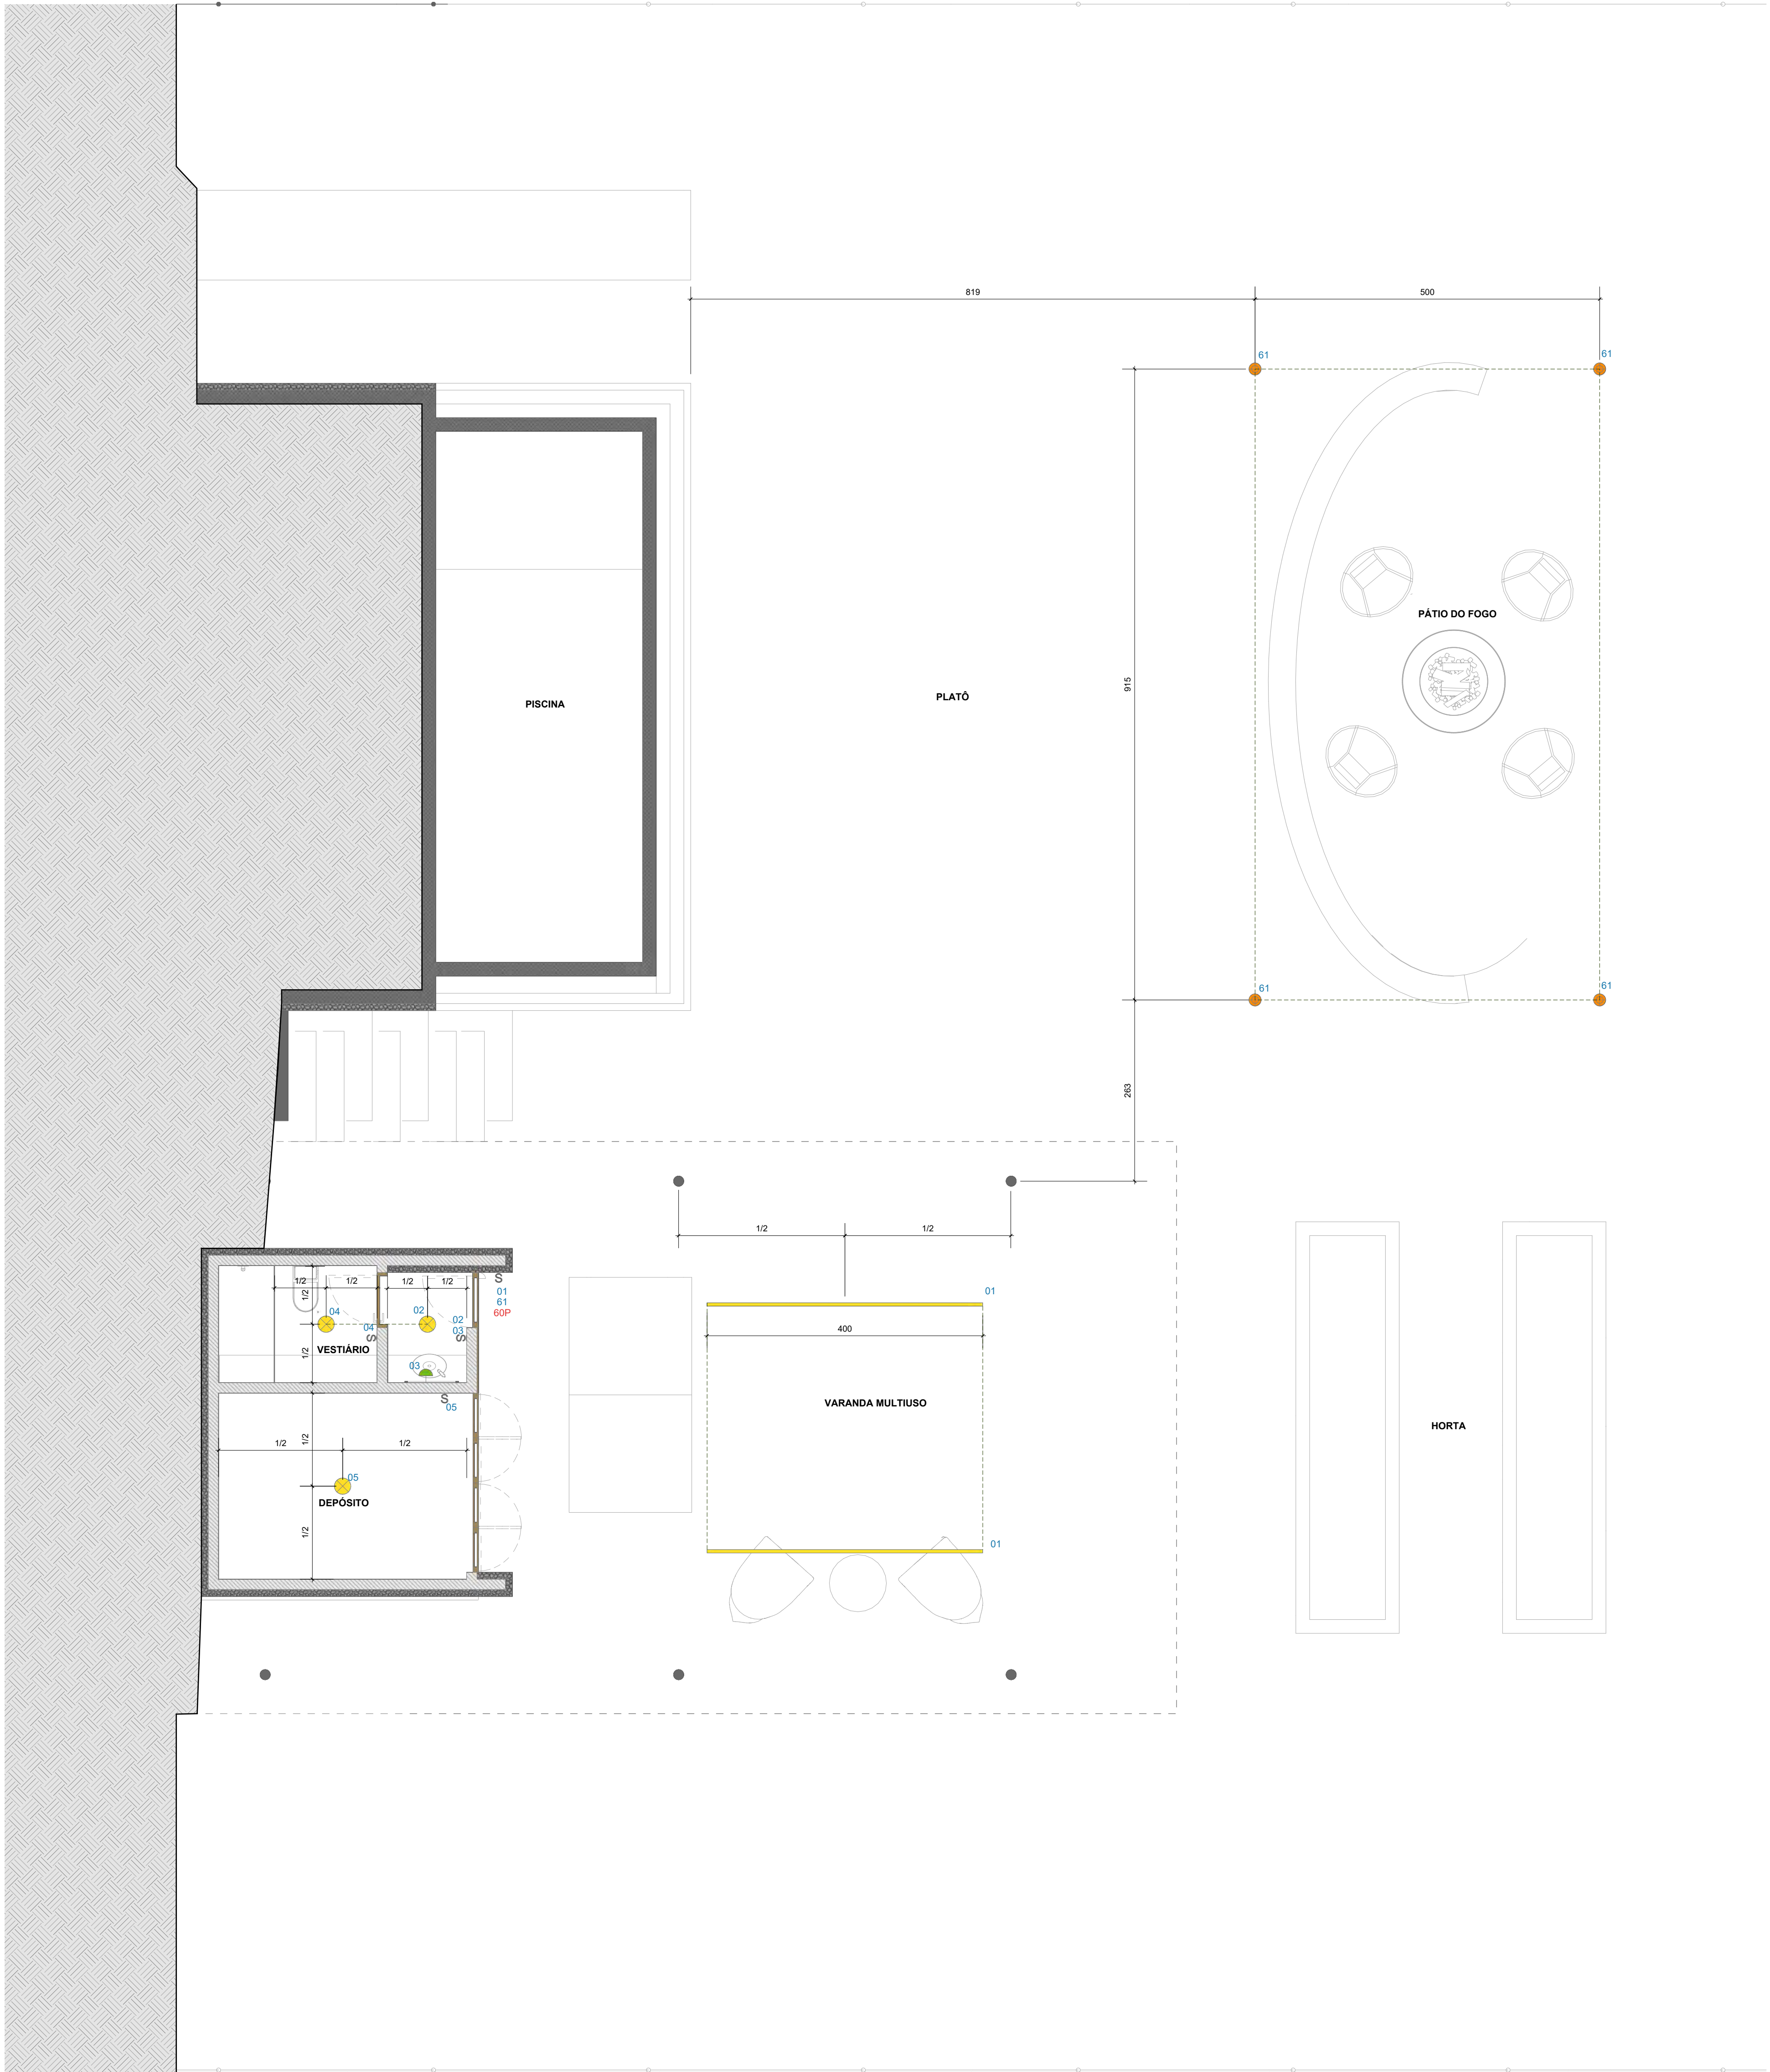 819
500
61
61
PÁTIO DO FOGO
915
PLATÔ
PISCINA
61
61
263
1/2
1/2
1/2
1/2
1/2
1/2
1/2
S
01
61
60P
01
04
02
02
04
03
S
S
400
VESTIÁRIO
1/2
03
S
05
VARANDA MULTIUSO
HORTA
1/2
1/2
1/2
05
DEPÓSITO
1/2
01